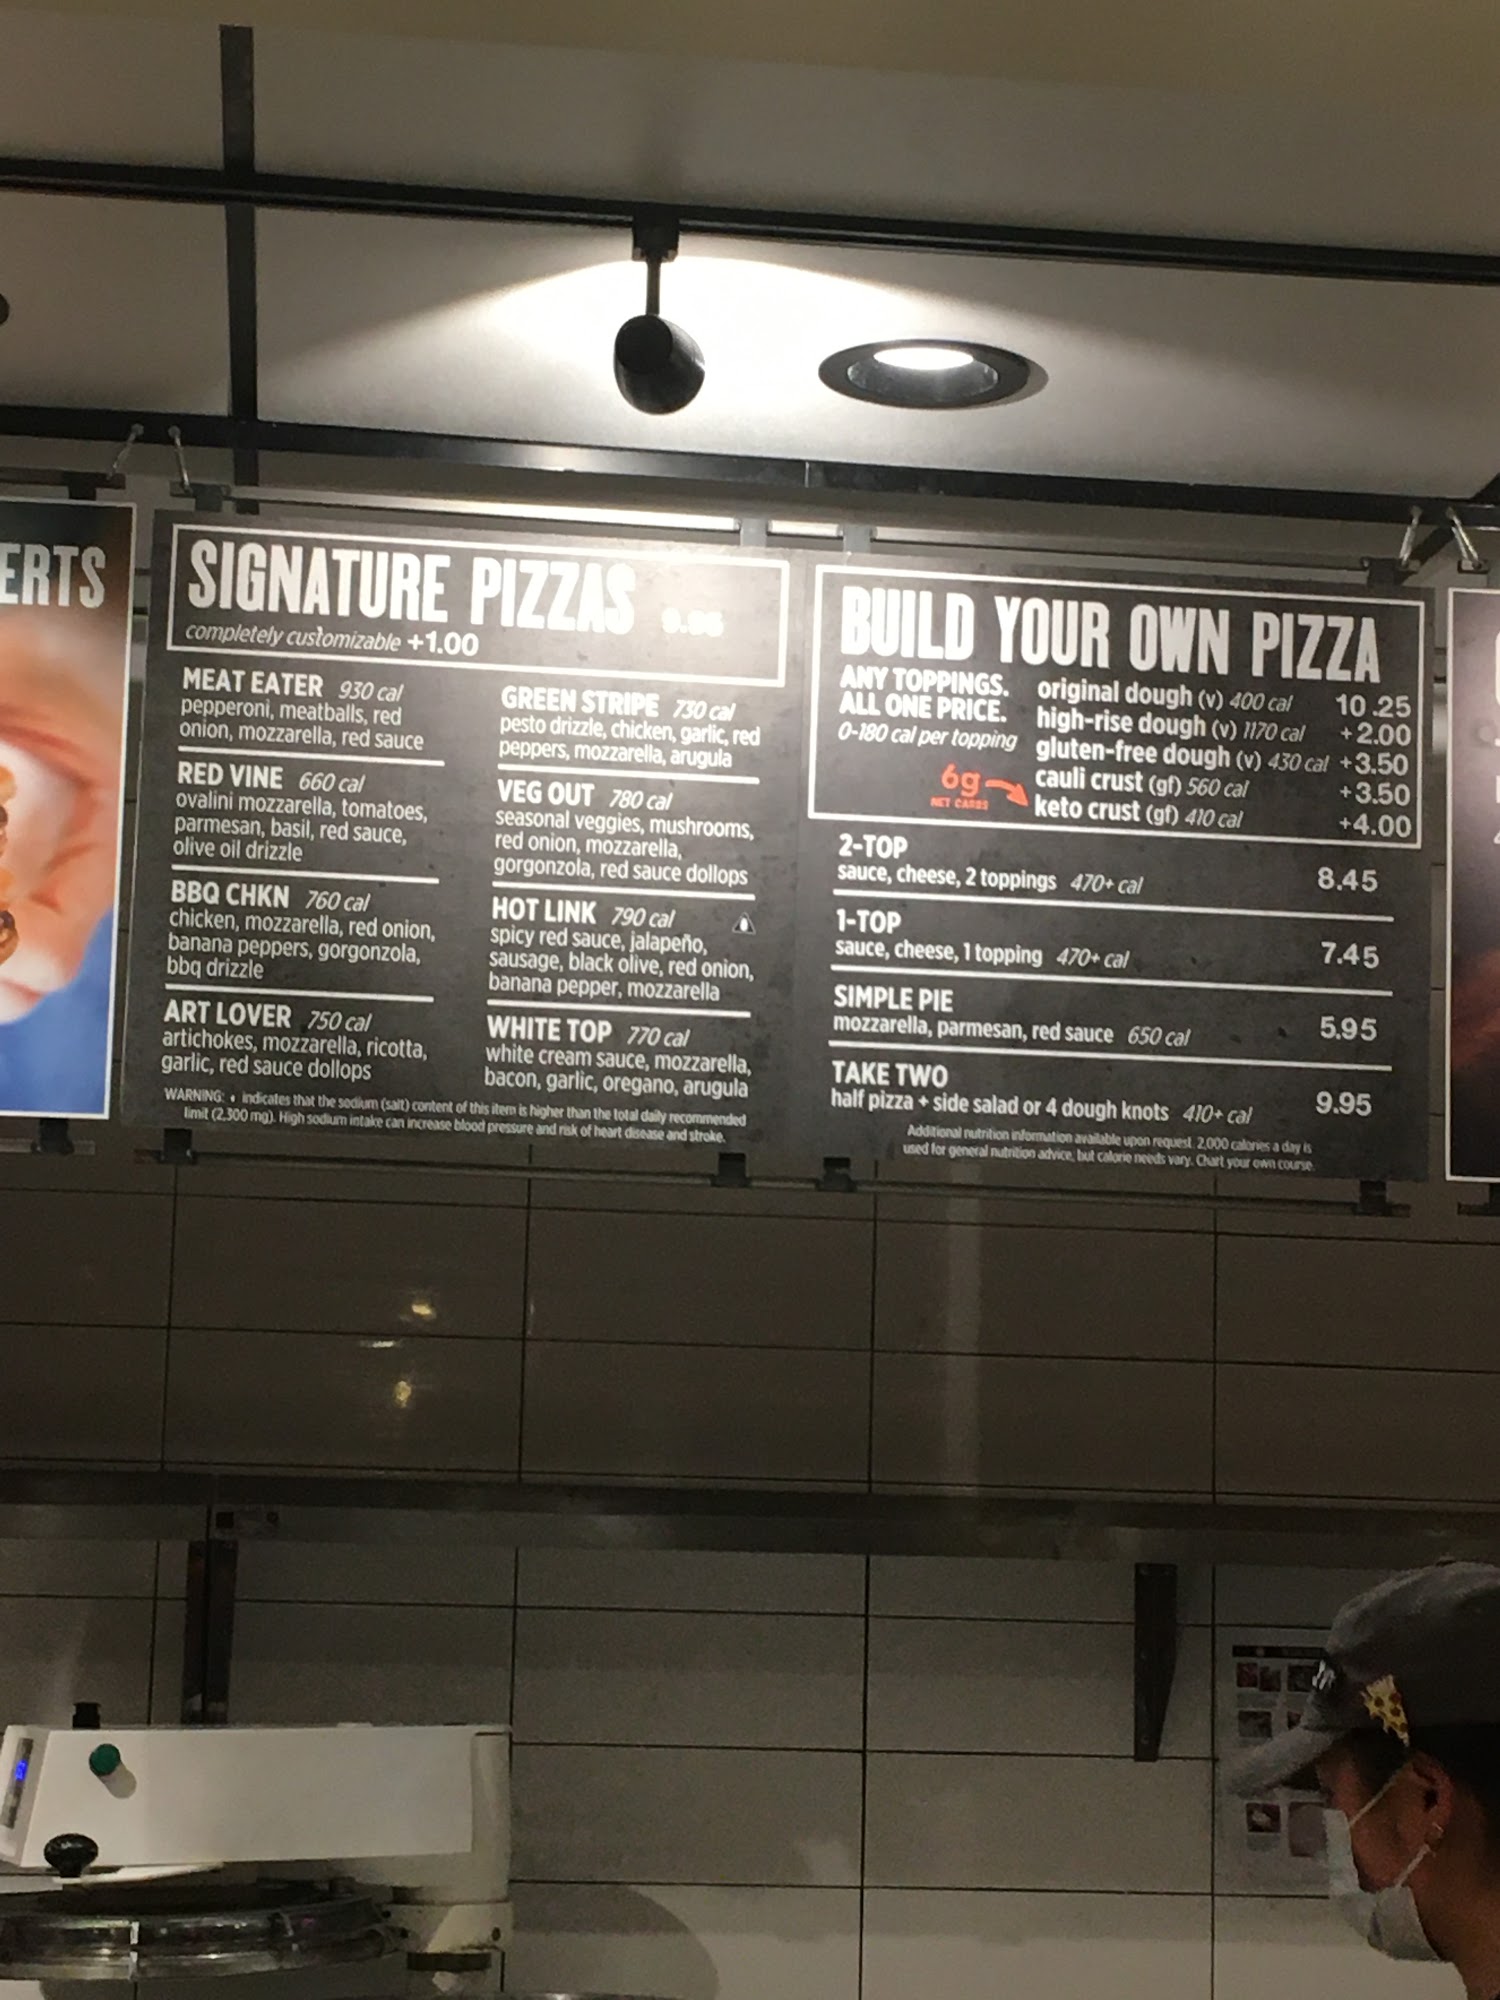 ERTS
SIGNATURE PIZZAS 9.95
completely customizable +1.00
MEAT EATER 930 cal
pepperoni, meatballs, red
onion, mozzarella, red sauce
RED VINE 660 cal
ovalini mozzarella, tomatoes,
parmesan, basil, red sauce,
olive oil drizzle
BBQ CHKN 760 cal
chicken, mozzarella, red onion,
banana peppers, gorgonzola,
bbq drizzle
ART LOVER 750 cal
artichokes, mozzarella, ricotta,
garlic, red sauce dollops
GREEN STRIPE 730 cal
pesto drizzle, chicken, garlic, red
peppers, mozzarella, arugula
VEG OUT 780 cal
seasonal veggies, mushrooms,
red onion, mozzarella,
gorgonzola, red sauce dollops
HOT LINK 790 cal
spicy red sauce, jalapeño,
sausage, black olive, red onion,
banana pepper, mozzarella
WHITE TOP 770 cal
white cream sauce, mozzarella,
bacon, garlic, oregano, arugula
WARNING: indicates that the sodium (salt) content of this item is higher than the total daily recommended
limit (2,300 mg). High sodium intake can increase blood pressure and risk of heart disease and stroke.
BUILD YOUR OWN PIZZA
ANY TOPPINGS.
ALL ONE PRICE.
0-180 cal per topping
original dough (v) 400 cal 10.25
high-rise dough (v) 1170 cal +2.00
gluten-free dough (v) 430 cal +3.50
cauli crust (gf) 560 cal +3.50
6g NET CARBS
keto crust (gf) 410 cal +4.00
2-TOP
sauce, cheese, 2 toppings 470+ cal 8.45
1-TOP
sauce, cheese, 1 topping 470+ cal 7.45
SIMPLE PIE
mozzarella, parmesan, red sauce 650 cal 5.95
TAKE TWO
half pizza + side salad or 4 dough knots 410+ cal 9.95
Additional nutrition information available upon request. 2,000 calories a day is
used for general nutrition advice, but calorie needs vary. Chart your own course.